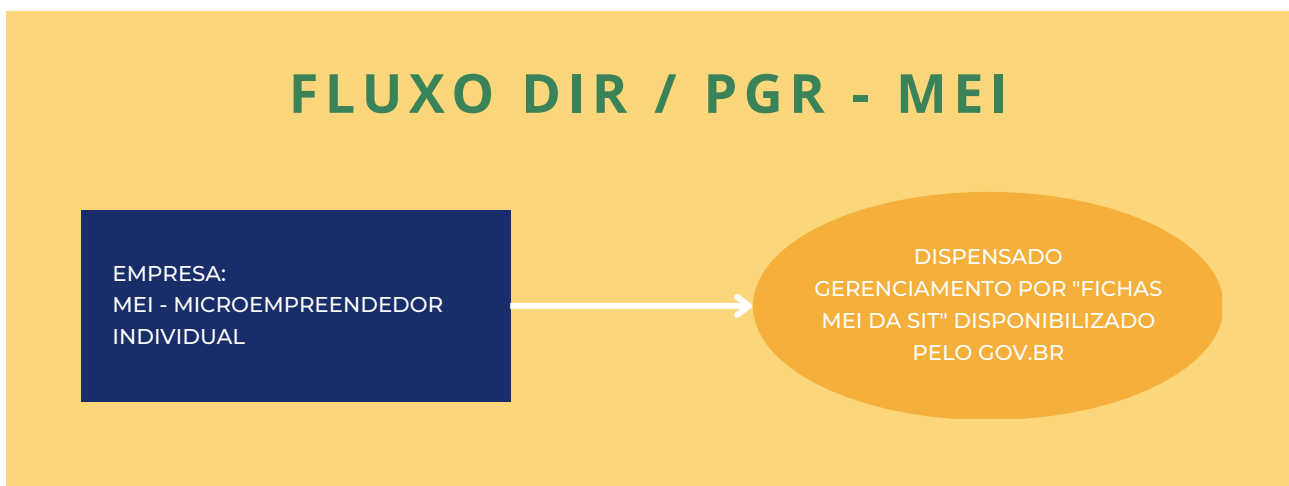 FLUXO DIR / PGR - MEI
EMPRESA:
MEI - MICROEMPREENDEDOR
INDIVIDUAL
DISPENSADO
GERENCIAMENTO POR "FICHAS
MEI DA SIT" DISPONIBILIZADO
PELO GOV.BR